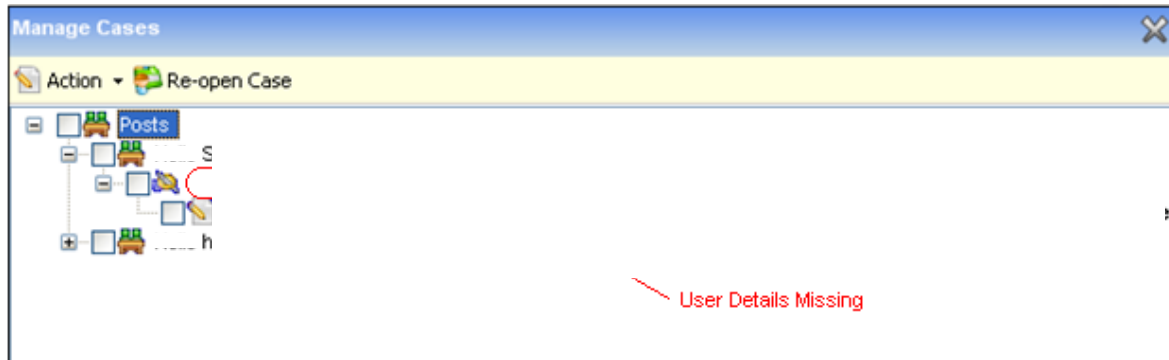 Manage Cases
Action Re-open Case
Posts
S
h
User Details Missing